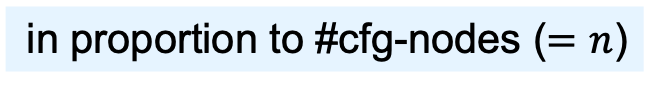 in proportion to #cfg-nodes (= n)